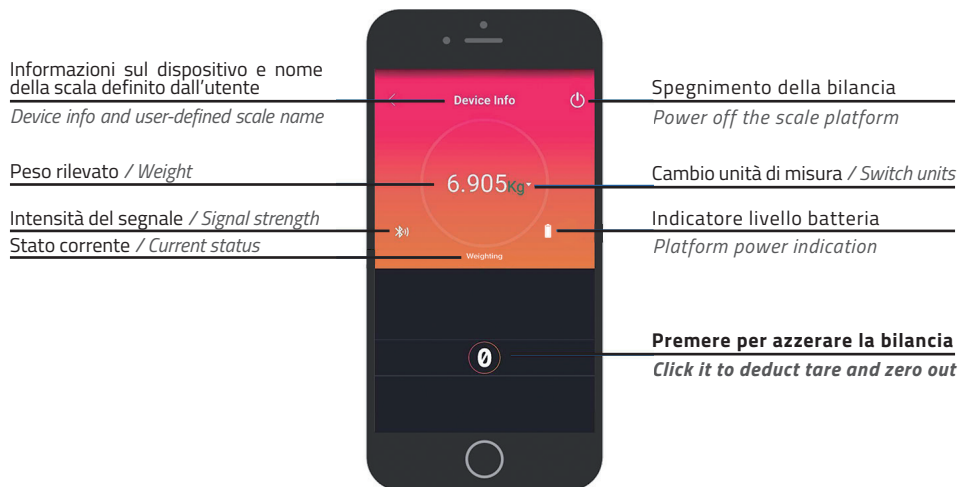 Informazioni sul dispositivo e nome
della scala definito dall'utente
Device info and user-defined scale name
Peso rilevato / Weight
Intensità del segnale / Signal strength
Stato corrente / Current status
Device Info
6.905Kg
Weighting
0
Spegnimento della bilancia
Power off the scale platform
Cambio unità di misura / Switch units
Indicatore livello batteria
Platform power indication
Premere per azzerare la bilancia
Click it to deduct tare and zero out